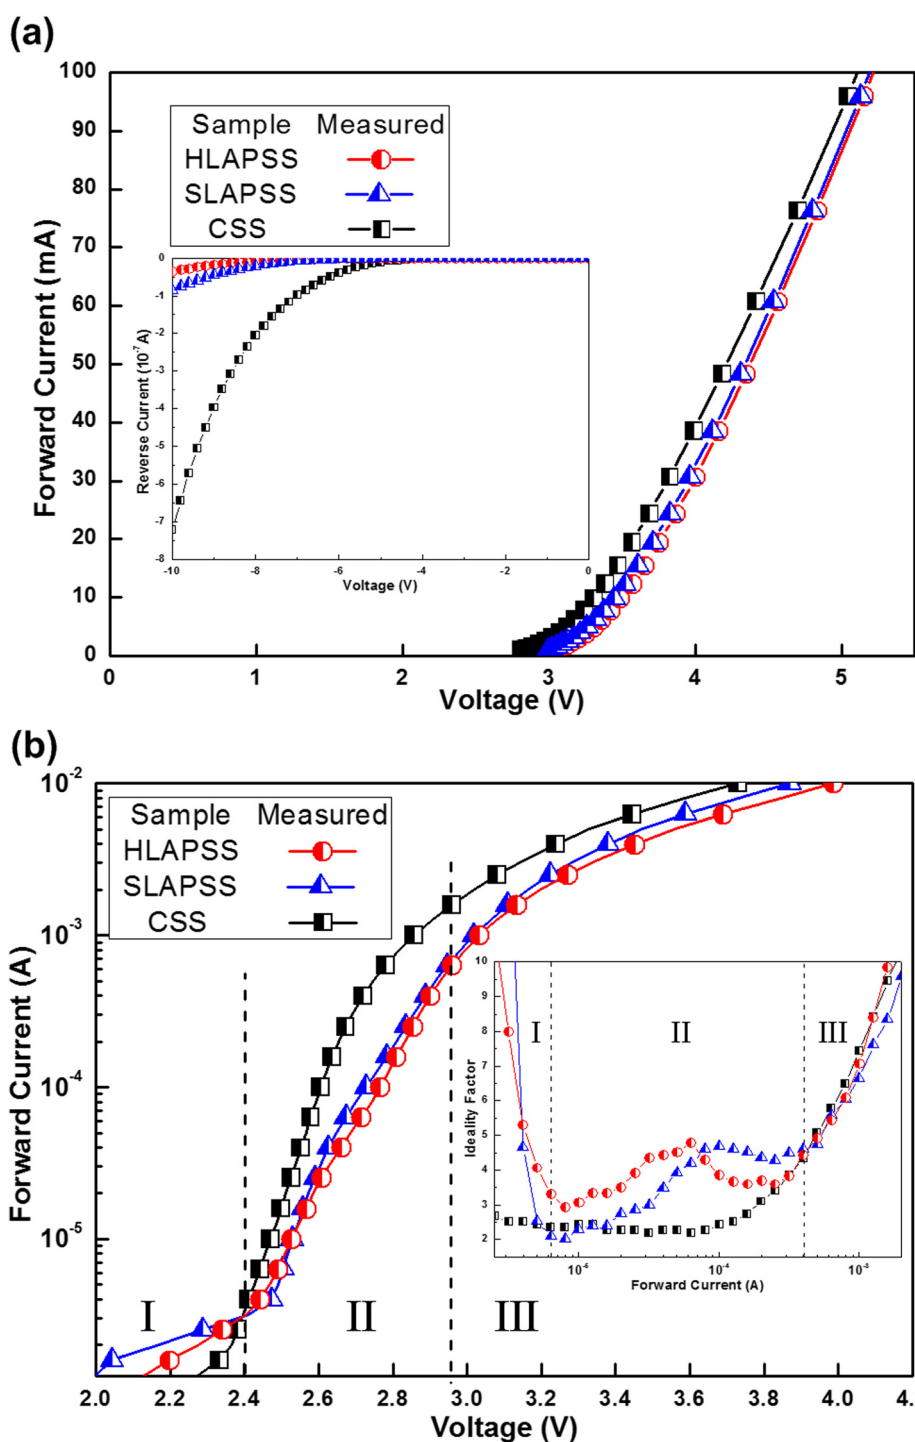 (a)
100
90
80
70
60
50
40
30
20
10
0
Forward Current (mA)
Sample Measured
HLAPSS
SLAPSS
CSS
0
-1
-2
-3
-4
-5
-6
-7
-8
Reverse Current (10⁻⁷ A)
-10 -8 -6 -4 -2 0
Voltage (V)
0 1 2 3 4 5
Voltage (V)
(b)
10⁻²
10⁻³
10⁻⁴
10⁻⁵
Forward Current (A)
Sample Measured
HLAPSS
SLAPSS
CSS
10
9
8
7
6
5
4
3
2
Ideality Factor
I II III
10⁻⁵ 10⁻⁴ 10⁻³
Forward Current (A)
I II III
2.0 2.2 2.4 2.6 2.8 3.0 3.2 3.4 3.6 3.8 4.0 4.
Voltage (V)